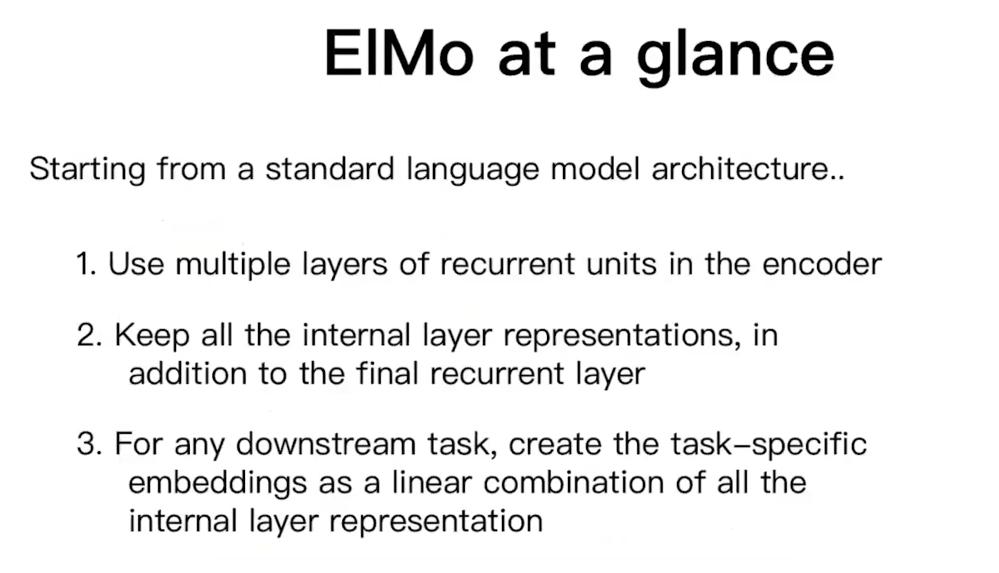 ElMo at a glance
Starting from a standard language model architecture..
1. Use multiple layers of recurrent units in the encoder
2. Keep all the internal layer representations, in
addition to the final recurrent layer
3. For any downstream task, create the task–specific
embeddings as a linear combination of all the
internal layer representation